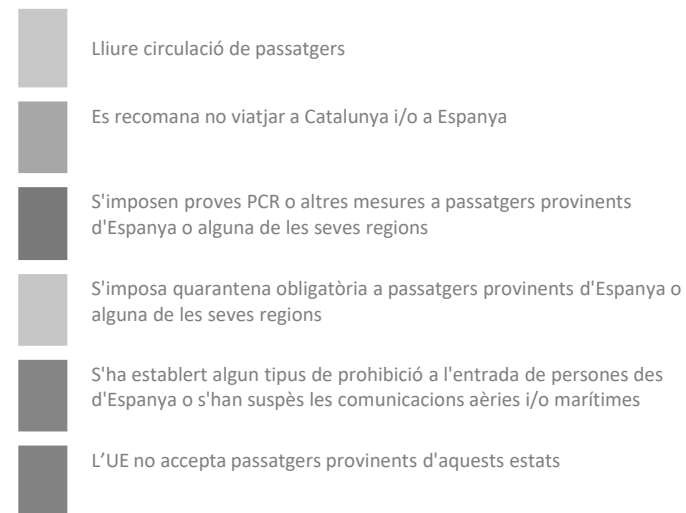 Lliure circulació de passatgers
Es recomana no viatjar a Catalunya i/o a Espanya
S'imposen proves PCR o altres mesures a passatgers provinents
d'Espanya o alguna de les seves regions
S'imposa quarantena obligatòria a passatgers provinents d'Espanya o
alguna de les seves regions
S'ha establert algun tipus de prohibició a l'entrada de persones des
d'Espanya o s'han suspès les comunicacions aèries i/o marítimes
L’UE no accepta passatgers provinents d'aquests estats